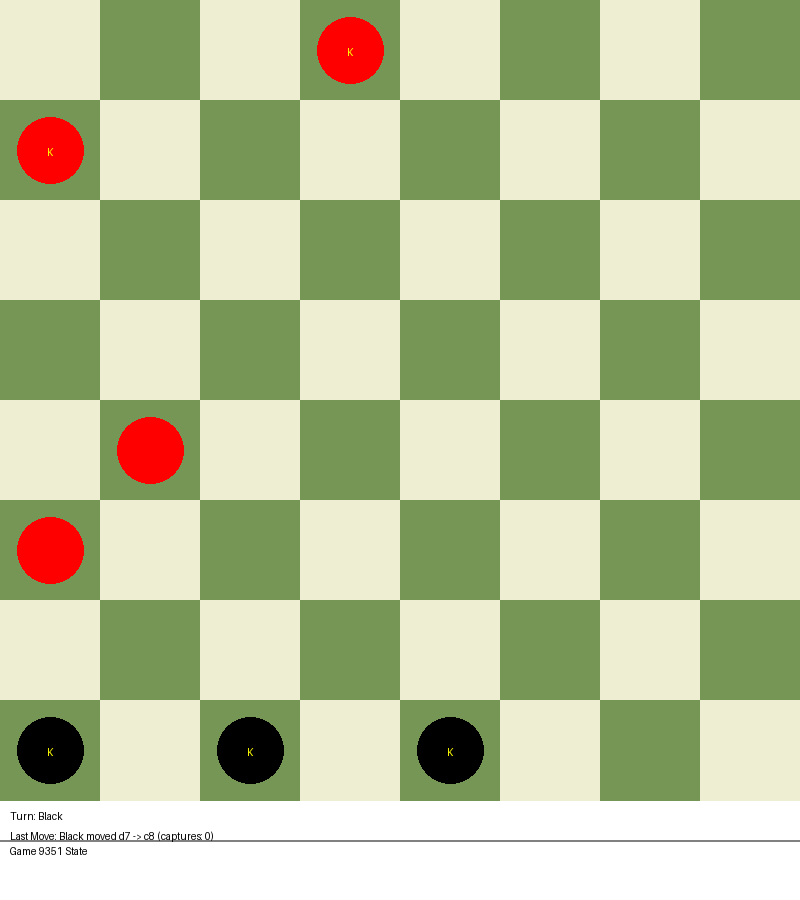 K
K
K K K
Turn: Black
Last Move: Black moved d7 -> c8 (captures: 0)
Game 9351 State